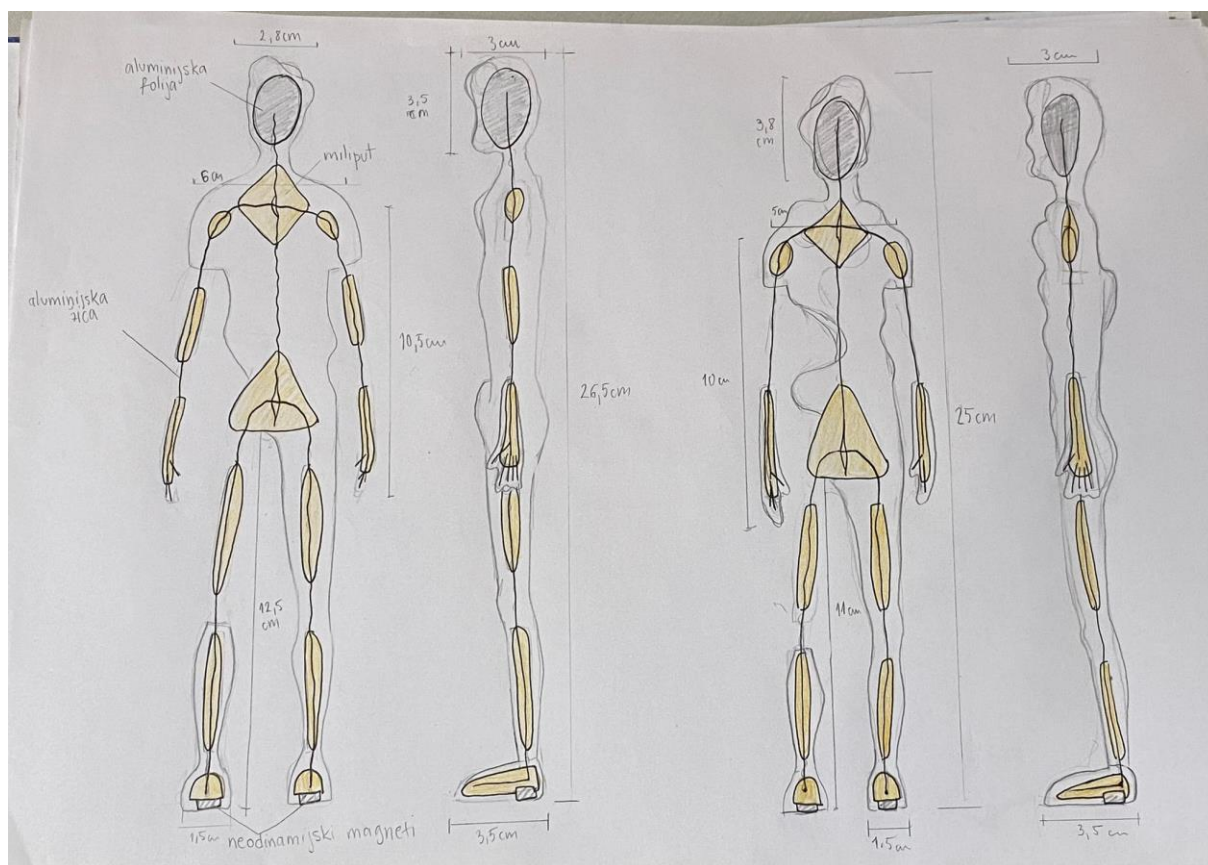 2,8cm
aluminijska
folija
miliput
6cm
aluminijska
žica
10,5cm
12,5
cm
1,5cm
neodinamijski magneti
3cm
3,5
cm
26,5cm
3,5cm
3,8
cm
5cm
10cm
11cm
25cm
1,5cm
3cm
3,5cm